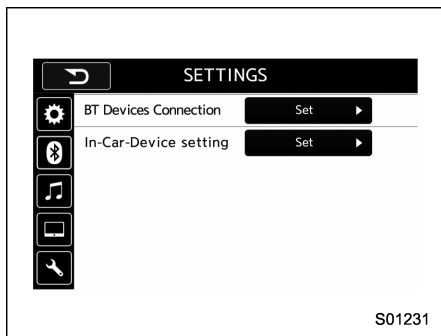 SETTINGS
BT Devices Connection Set
In-Car-Device setting Set
S01231